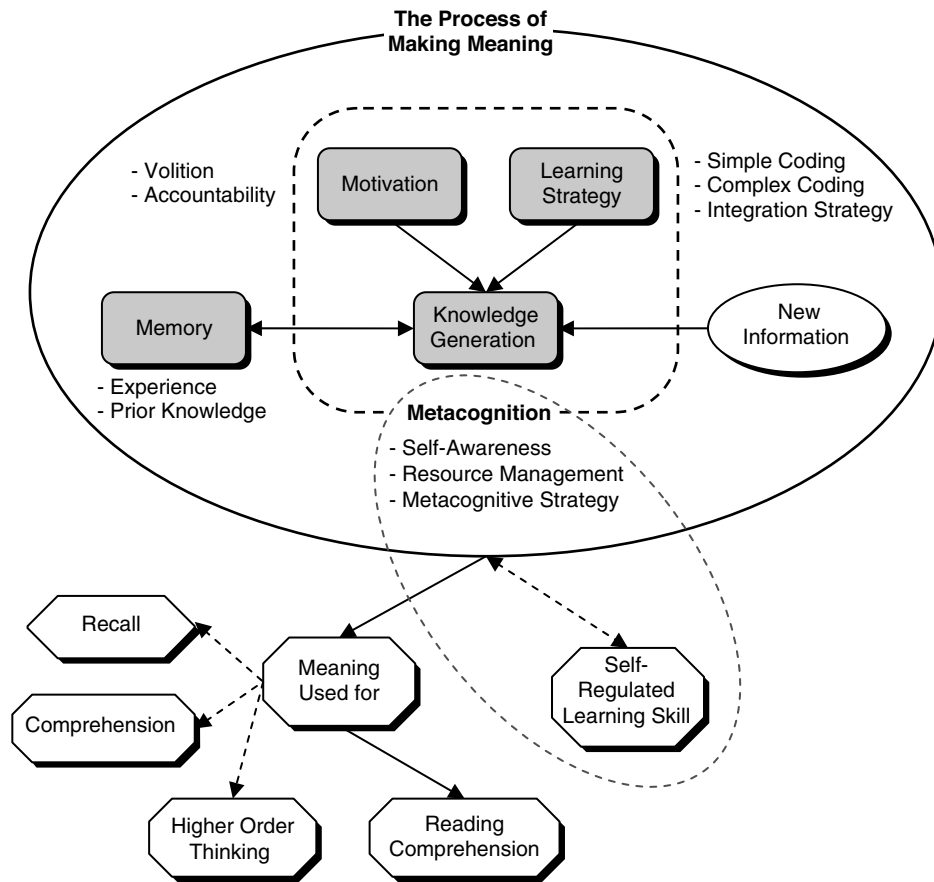 The Process of
Making Meaning
- Volition
- Accountability
Motivation
Learning
Strategy
- Simple Coding
- Complex Coding
- Integration Strategy
Memory
Knowledge
Generation
New
Information
- Experience
- Prior Knowledge
Metacognition
- Self-Awareness
- Resource Management
- Metacognitive Strategy
Recall
Meaning
Used for
Self-
Regulated
Learning Skill
Comprehension
Higher Order
Thinking
Reading
Comprehension